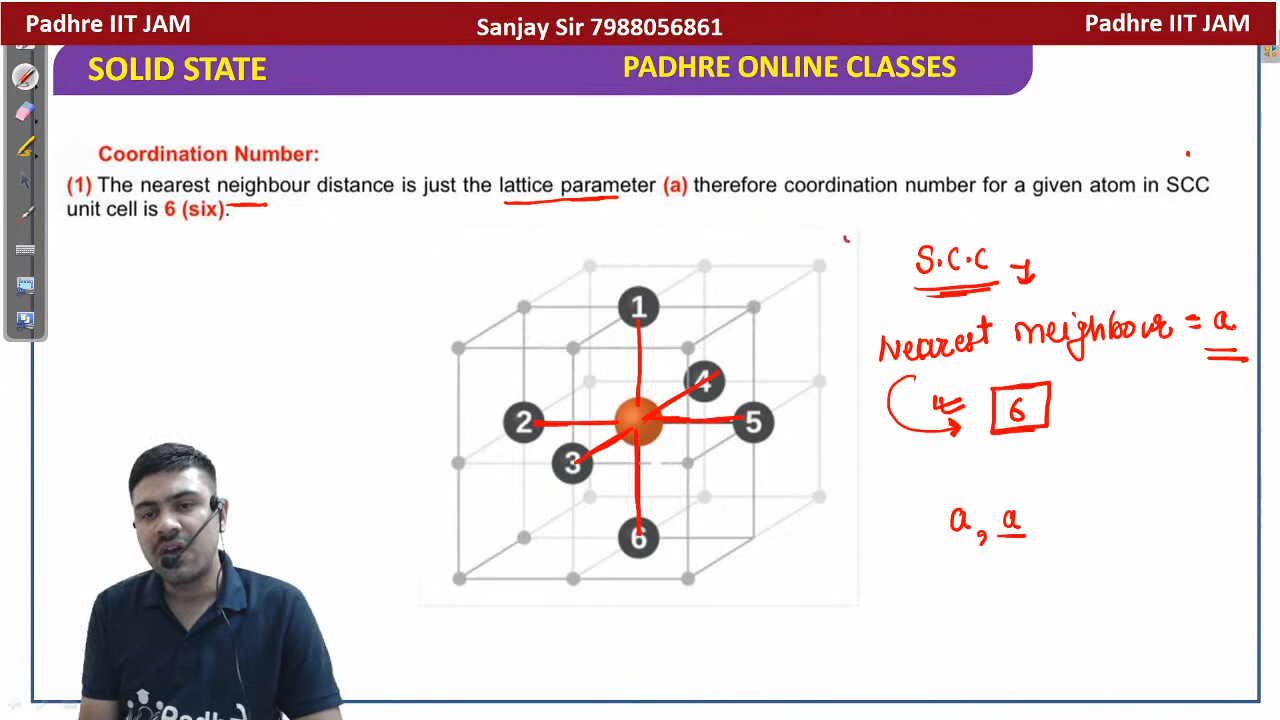 Padhre IIT JAM
Sanjay Sir 7988056861
Padhre IIT JAM
SOLID STATE
PADHRE ONLINE CLASSES
Coordination Number:
(1) The nearest neighbour distance is just the lattice parameter (a) therefore coordination number for a given atom in SCC
unit cell is 6 (six).
S.C.C
Nearest neighbour = a
6
a, a
1
4
2
5
3
6